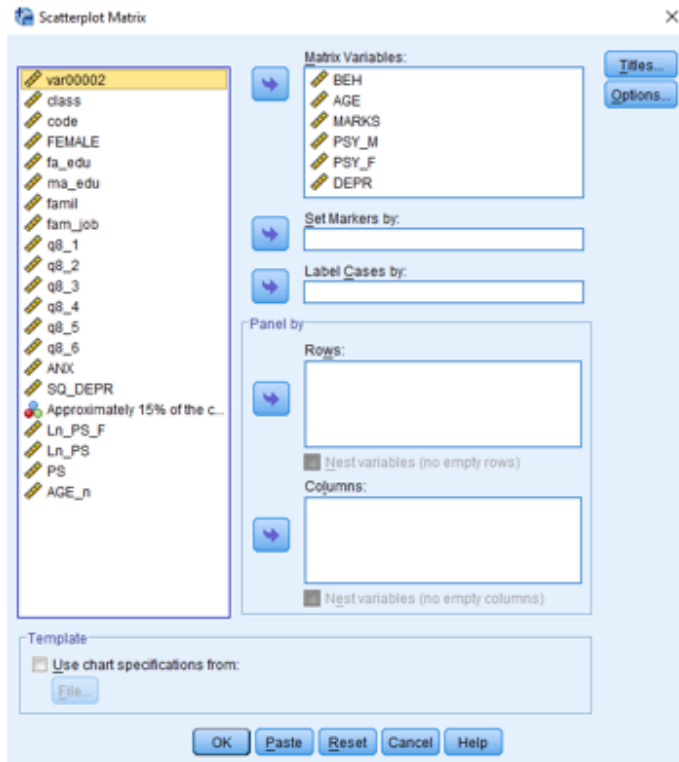 Scatterplot Matrix
var00002
class
code
FEMALE
fa_edu
ma_edu
famil
fam_job
q8_1
q8_2
q8_3
q8_4
q8_5
q8_6
ANX
SQ_DEPR
Approximately 15% of the c...
Ln_PS_F
Ln_PS
PS
AGE_n
Matrix Variables:
BEH
AGE
MARKS
PSY_M
PSY_F
DEPR
Titles...
Options...
Set Markers by:
Label Cases by:
Panel by
Rows:
Nest variables (no empty rows)
Columns:
Nest variables (no empty columns)
Template
Use chart specifications from:
File...
OK
Paste
Reset
Cancel
Help